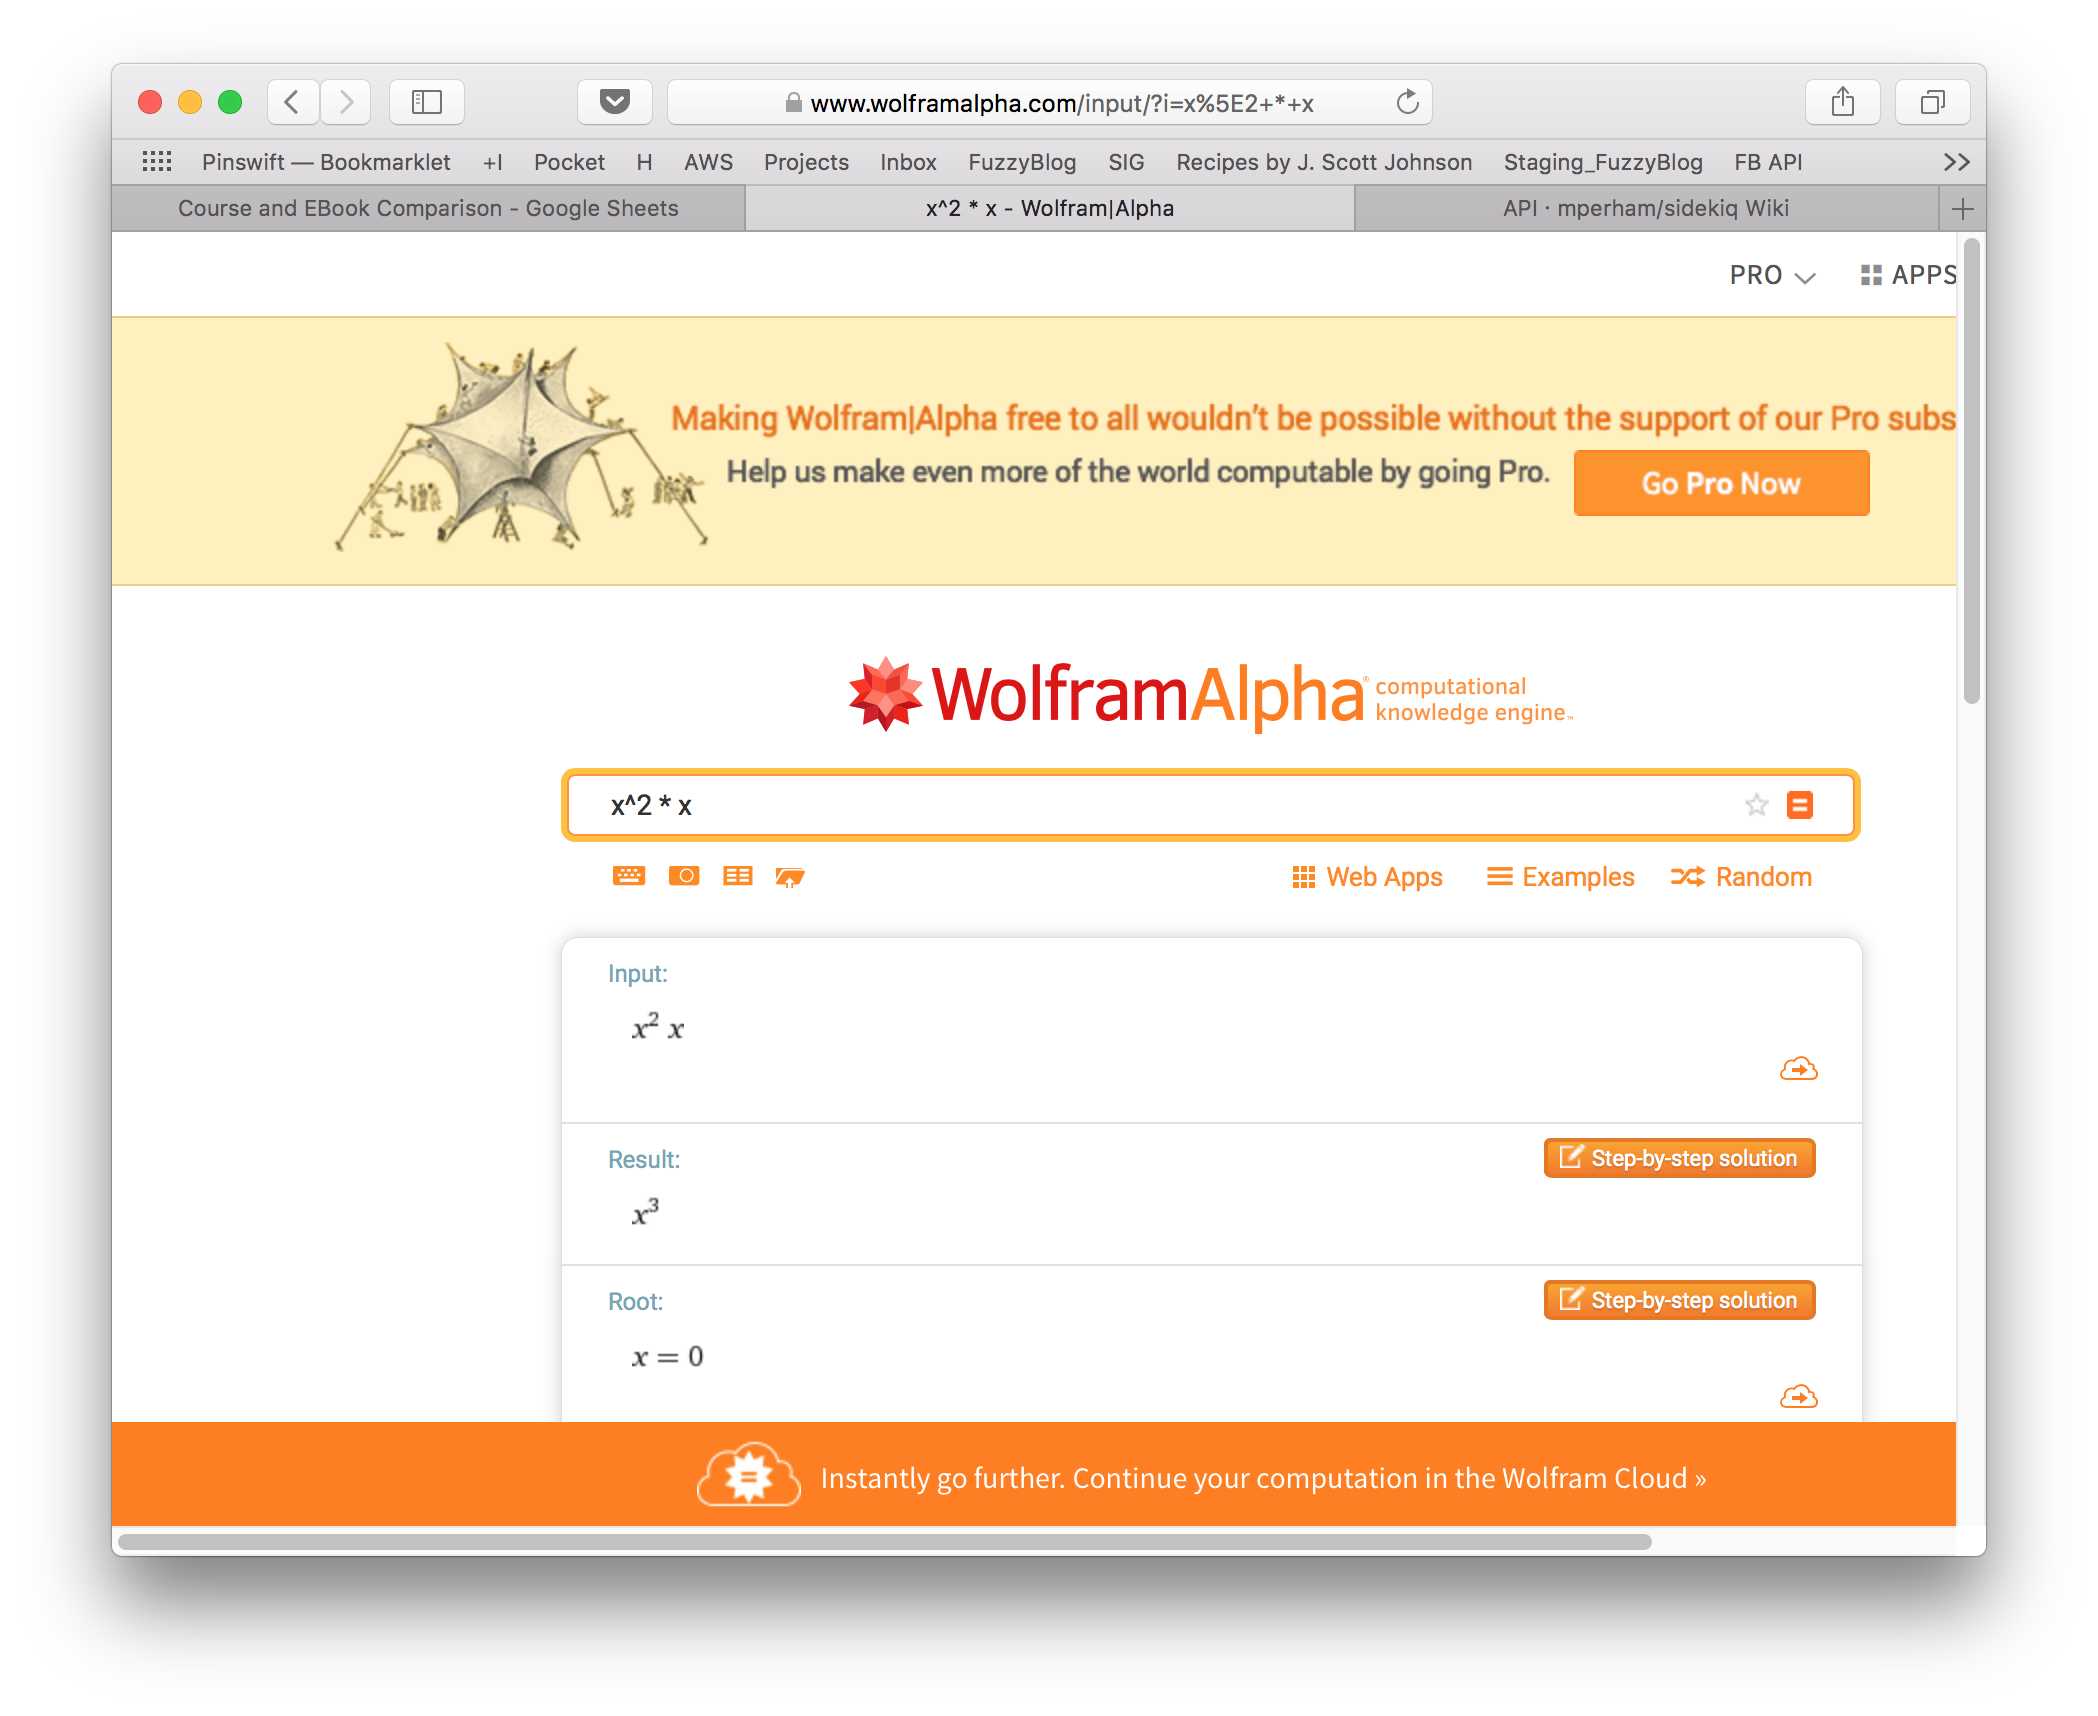 www.wolframalpha.com/input/?i=x%5E2+*+x
Pinswift — Bookmarklet +I Pocket H AWS Projects Inbox FuzzyBlog SIG Recipes by J. Scott Johnson Staging_FuzzyBlog FB API >>
Course and EBook Comparison - Google Sheets x^2 * x - Wolfram|Alpha API · mperham/sidekiq Wiki +
PRO APPS
Making Wolfram|Alpha free to all wouldn't be possible without the support of our Pro subs
Help us make even more of the world computable by going Pro. Go Pro Now
WolframAlpha® computational
knowledge engine™
x^2 * x
Web Apps Examples Random
Input:
x² x
Result: Step-by-step solution
x³
Root: Step-by-step solution
x = 0
Instantly go further. Continue your computation in the Wolfram Cloud »